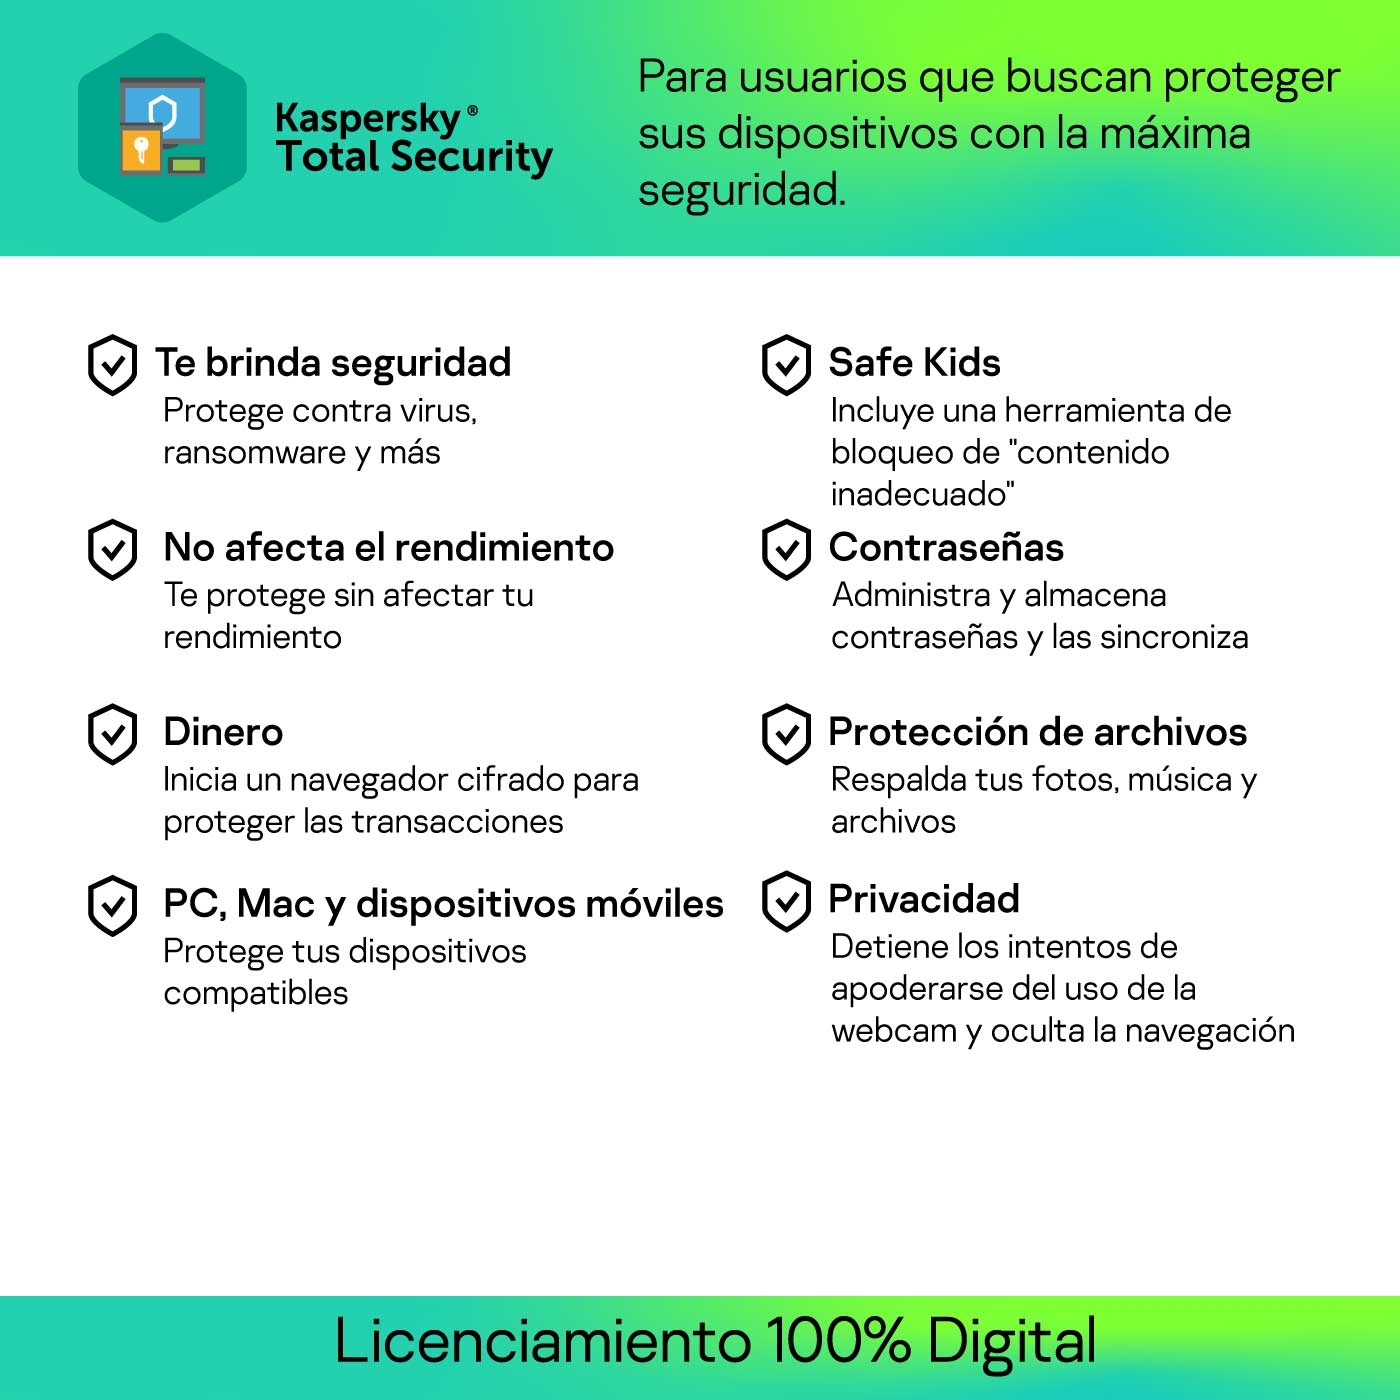 Kaspersky®
Total Security
Para usuarios que buscan proteger
sus dispositivos con la máxima
seguridad.
Te brinda seguridad
Protege contra virus,
ransomware y más
No afecta el rendimiento
Te protege sin afectar tu
rendimiento
Dinero
Inicia un navegador cifrado para
proteger las transacciones
PC, Mac y dispositivos móviles
Protege tus dispositivos
compatibles
Safe Kids
Incluye una herramienta de
bloqueo de "contenido
inadecuado"
Contraseñas
Administra y almacena
contraseñas y las sincroniza
Protección de archivos
Respalda tus fotos, música y
archivos
Privacidad
Detiene los intentos de
apoderarse del uso de la
webcam y oculta la navegación
Licenciamiento 100% Digital